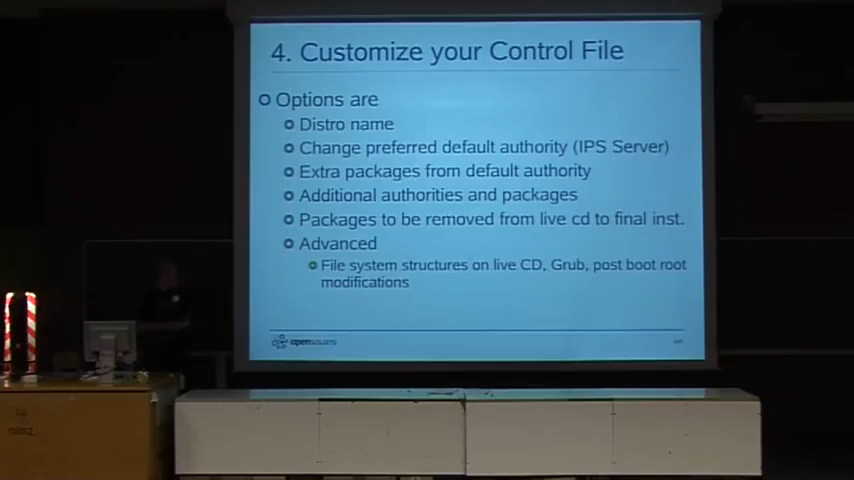 4. Customize your Control File
Options are
Distro name
Change preferred default authority (IPS Server)
Extra packages from default authority
Additional authorities and packages
Packages to be removed from live cd to final inst.
Advanced
File system structures on live CD, Grub, post boot root
modifications
opensolaris